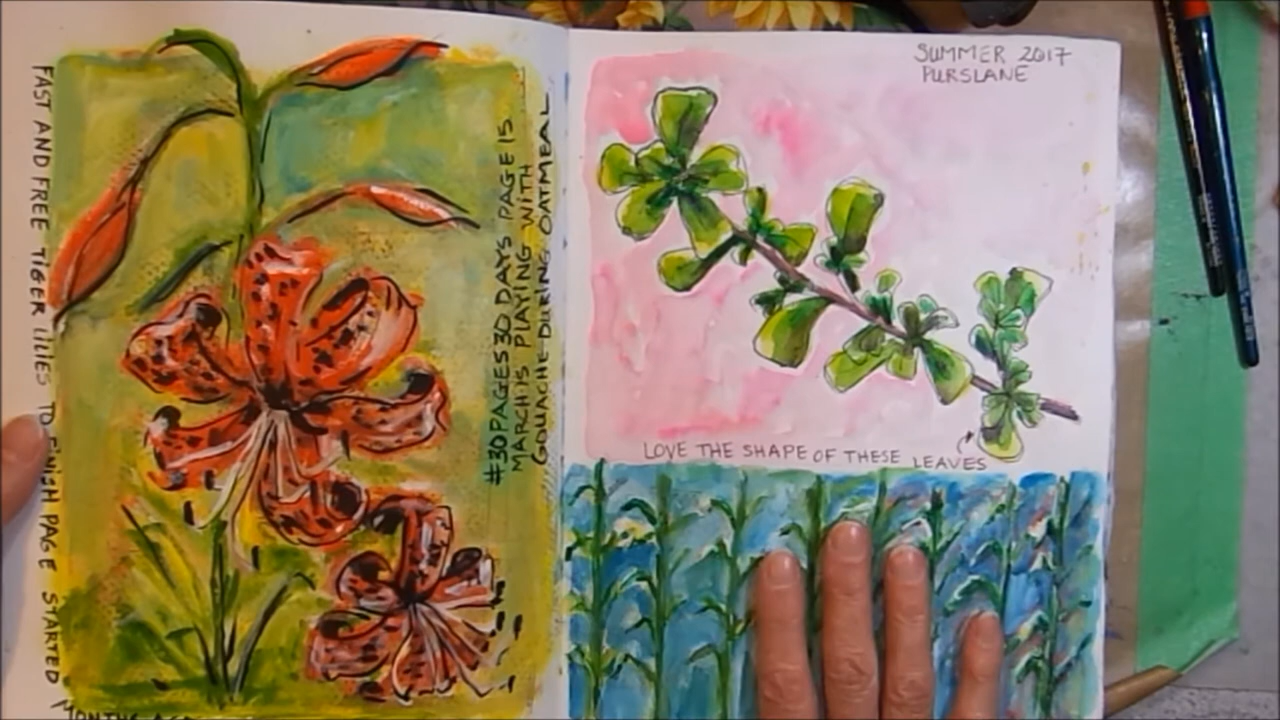 FAST AND FREE TIGER LILIES TO FINISH PAGE STARTED
MONTHS
#30PAGES30DAYS PAGE 15
MARCH IS PLAYING WITH
GOUACHE-DURING OATMEAL
SUMMER 2017
PURSLANE
LOVE THE SHAPE OF THESE LEAVES